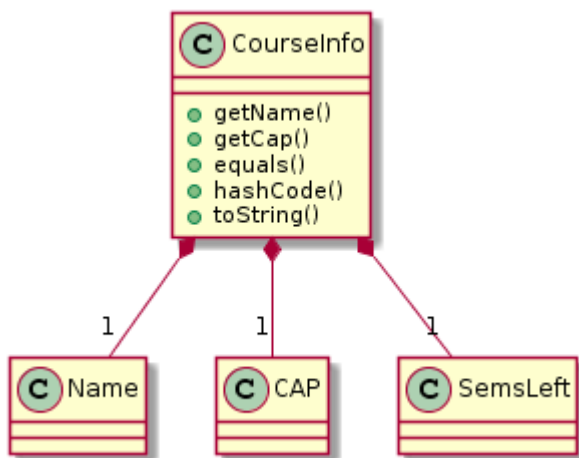 C CourseInfo
getName()
getCap()
equals()
hashCode()
toString()
1 1 1
C Name C CAP C SemsLeft